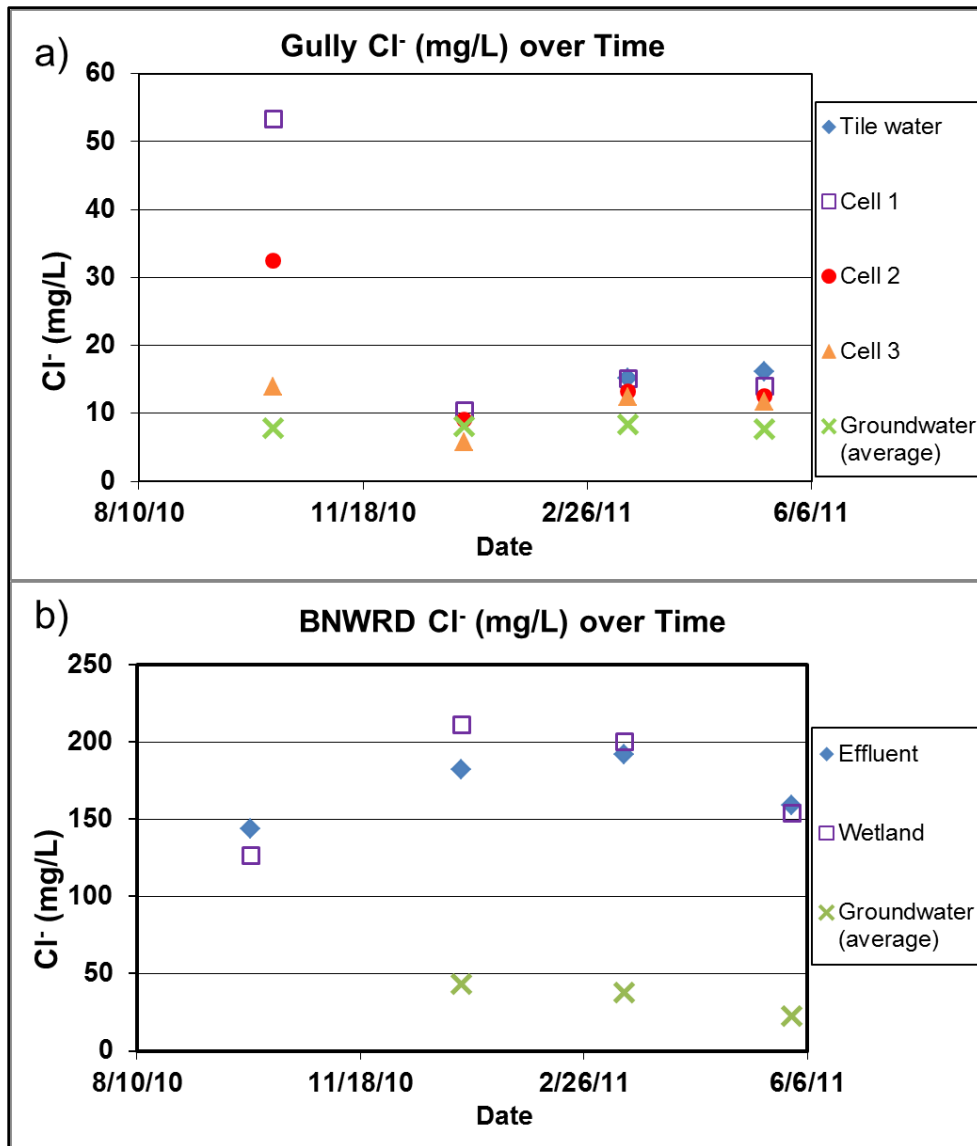 a)
Gully Cl⁻ (mg/L) over Time
60
50
40
30
20
10
0
Cl⁻ (mg/L)
8/10/10 11/18/10 2/26/11 6/6/11
Date
Tile water
Cell 1
Cell 2
Cell 3
Groundwater
(average)
b)
BNWRD Cl⁻ (mg/L) over Time
250
200
150
100
50
0
Cl⁻ (mg/L)
8/10/10 11/18/10 2/26/11 6/6/11
Date
Effluent
Wetland
Groundwater
(average)